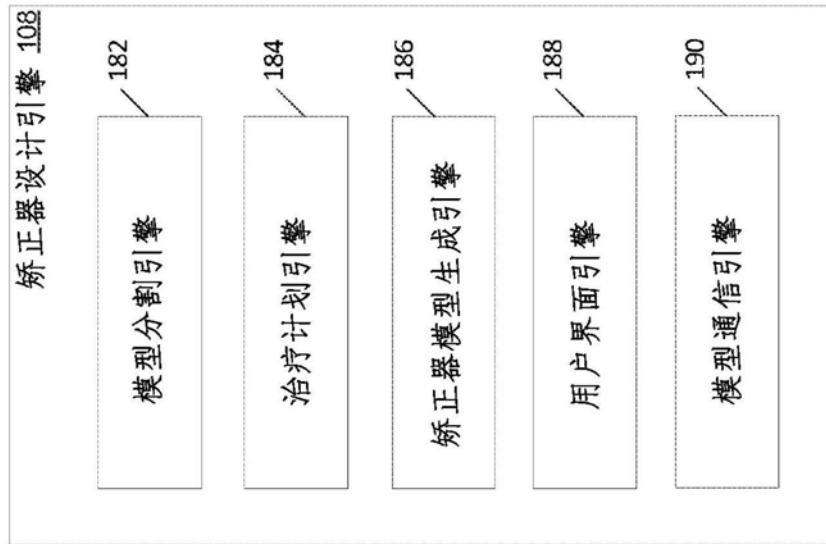 矫正器设计引擎 108
模型分割引擎
182
治疗计划引擎
184
矫正器模型生成引擎
186
用户界面引擎
188
模型通信引擎
190